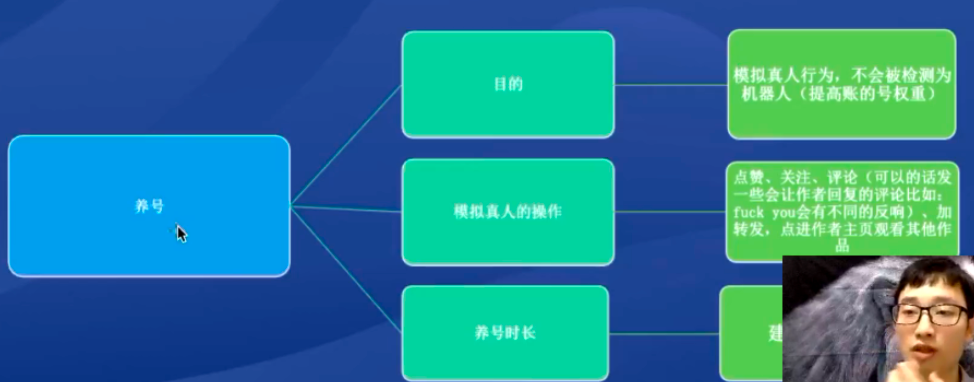 养号
目的
模拟真人行为，不会被检测为
机器人（提高账的号权重）
模拟真人的操作
点赞、关注、评论（可以的话发
一些会让作者回复的评论比如：
fuck you会有不同的反响）、加
转发，点进作者主页观看其他作
品
养号时长
建